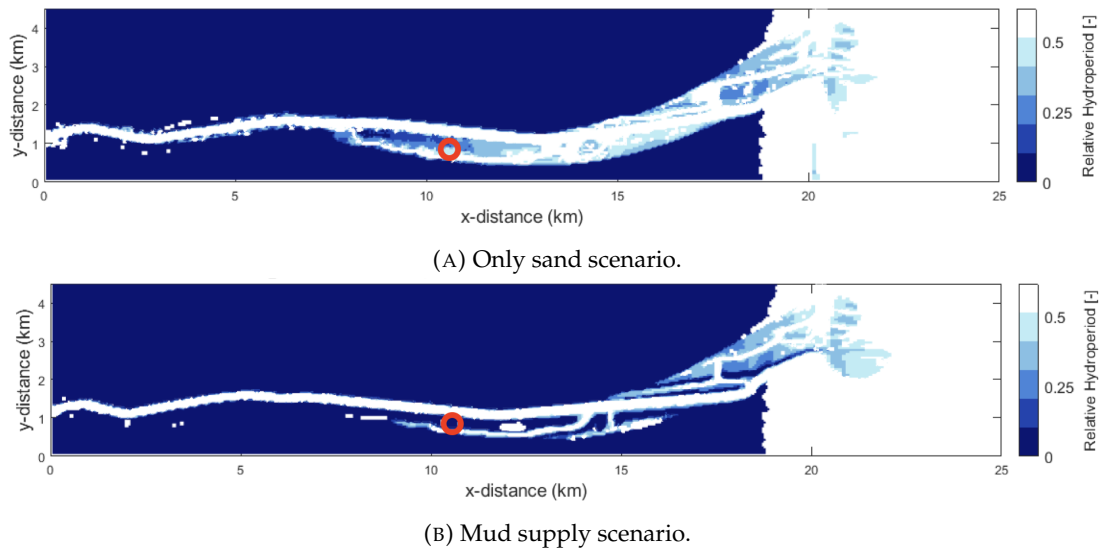 4
3
2
1
0
y-distance (km)
0 5 10 15 20 25
x-distance (km)
0.5
0.25
0
Relative Hydroperiod [-]
(A) Only sand scenario.
4
3
2
1
0
y-distance (km)
0 5 10 15 20 25
x-distance (km)
0.5
0.25
0
Relative Hydroperiod [-]
(B) Mud supply scenario.